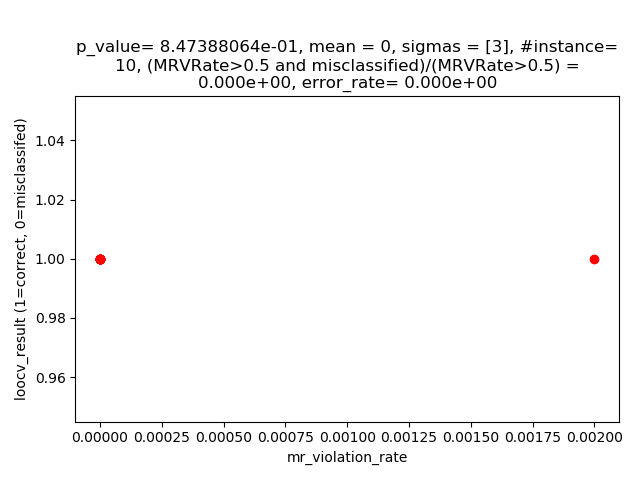 p_value= 8.47388064e-01, mean = 0, sigmas = [3], #instance=
10, (MRVRate>0.5 and misclassified)/(MRVRate>0.5) =
0.000e+00, error_rate= 0.000e+00
loocv_result (1=correct, 0=misclassifed)
1.04
1.02
1.00
0.98
0.96
0.00000 0.00025 0.00050 0.00075 0.00100 0.00125 0.00150 0.00175 0.00200
mr_violation_rate